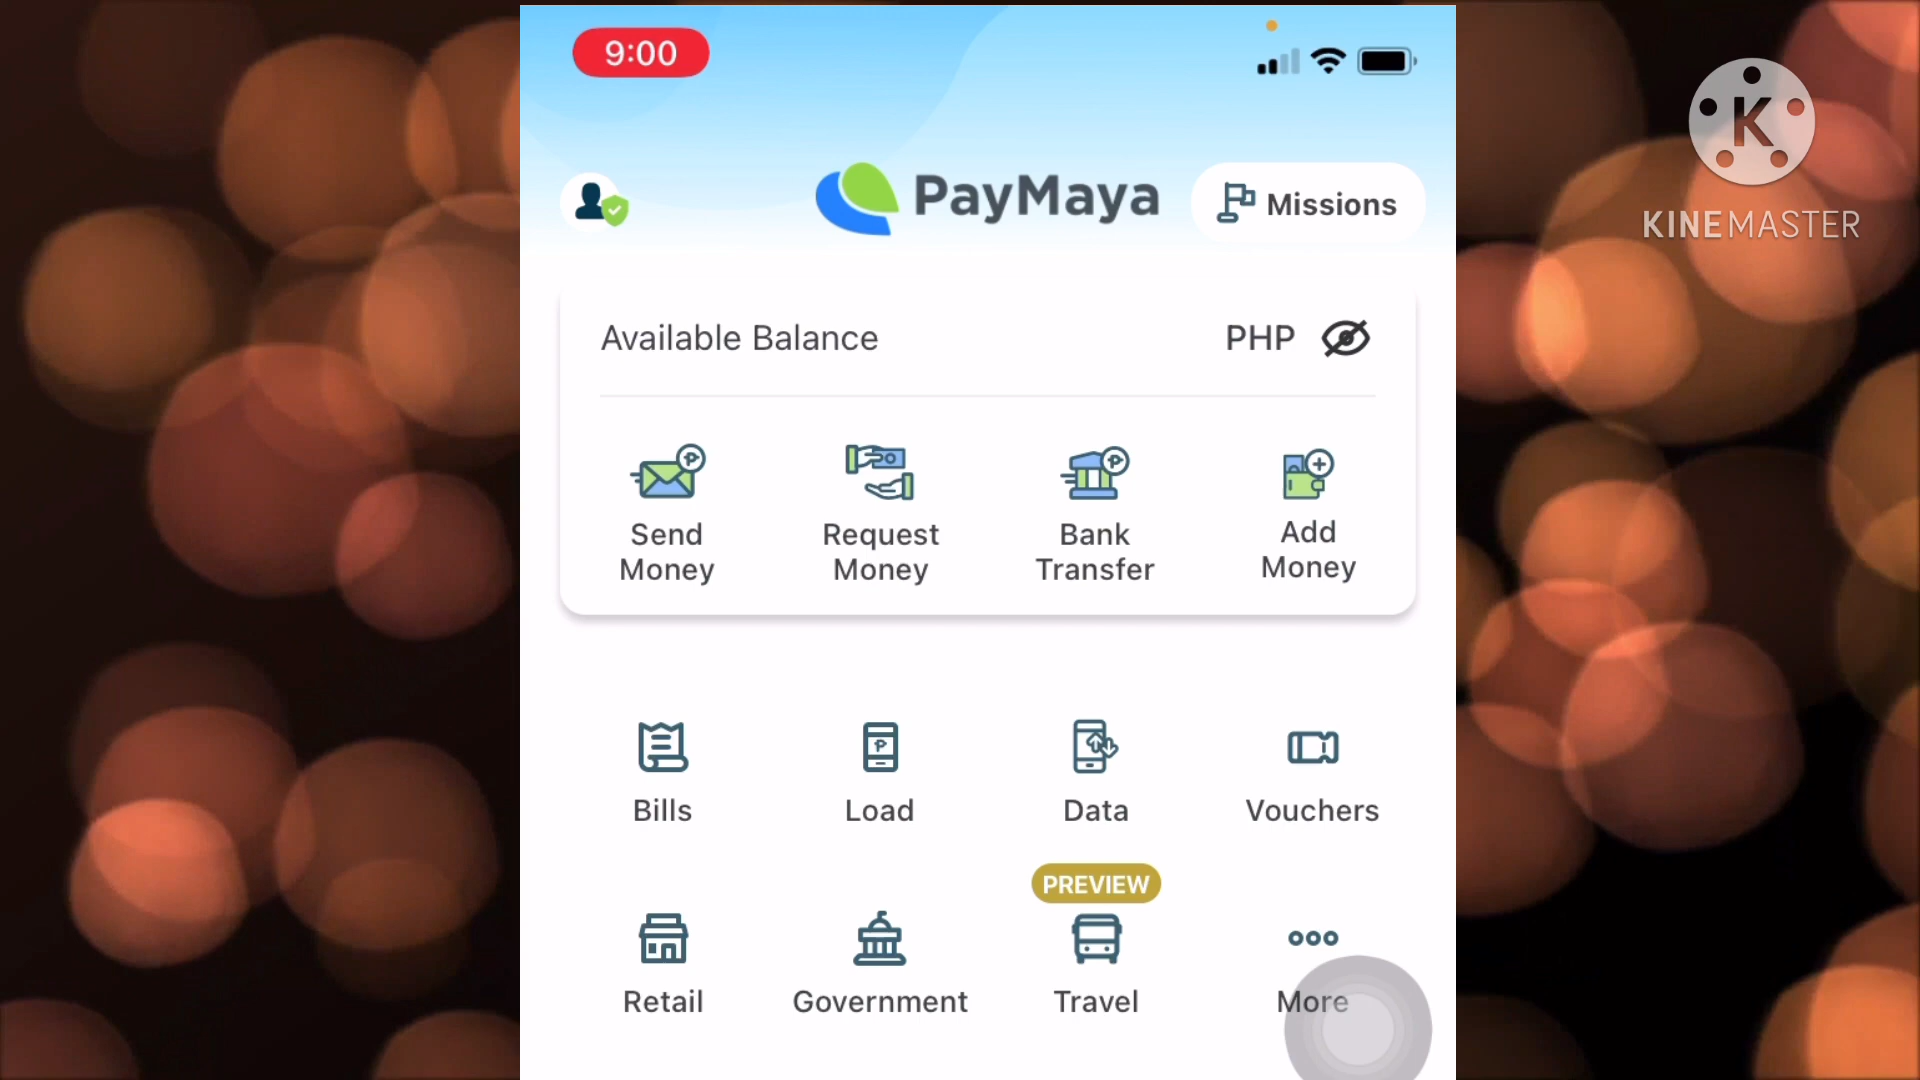 9:00
K
KINEMASTER
PayMaya
Missions
Available Balance
PHP
Send Money
Request Money
Bank Transfer
Add Money
Bills
Load
Data
Vouchers
PREVIEW
Retail
Government
Travel
More